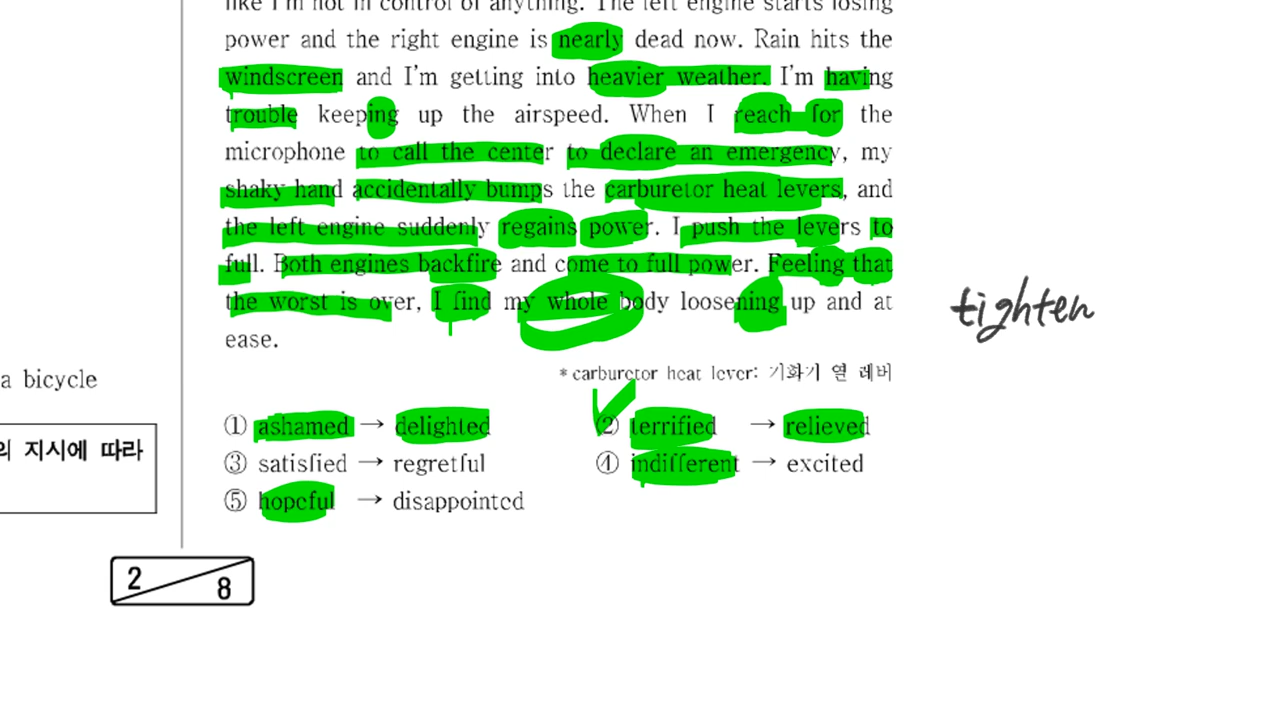 like I'm not in control of anything. The left engine starts losing
power and the right engine is nearly dead now. Rain hits the
windscreen and I'm getting into heavier weather. I'm having
trouble keeping up the airspeed. When I reach for the
microphone to call the center to declare an emergency, my
shaky hand accidentally bumps the carburetor heat levers, and
the left engine suddenly regains power. I push the levers to
full. Both engines backfire and come to full power. Feeling that
the worst is over, I find my whole body loosening up and at
ease.
tighten
* carburetor heat lever: 기화기 열 레버
① ashamed → delighted ② terrified → relieved
③ satisfied → regretful ④ indifferent → excited
⑤ hopeful → disappointed
a bicycle
의 지시에 따라
2 8